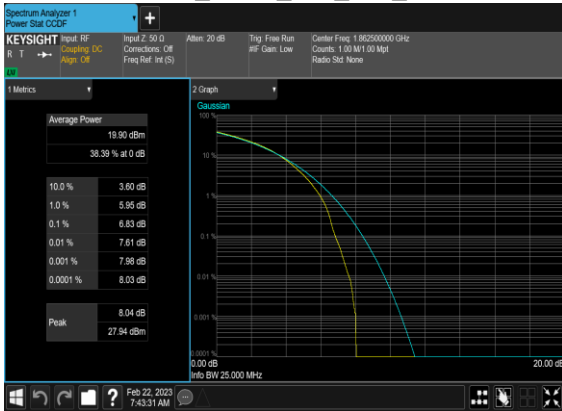 Spectrum Analyzer 1
Power Stat CCDF
KEYSIGHT
R T
LXI
Input: RF
Coupling: DC
Align: Off
Input Z: 50 Ω
Corrections: Off
Freq Ref: Int (S)
Atten: 20 dB
Trig: Free Run
#IF Gain: Low
Center Freq: 1.862500000 GHz
Counts: 1.00 M/1.00 Mpt
Radio Std: None
1 Metrics
Average Power
19.90 dBm
38.39 % at 0 dB
10.0 % 3.60 dB
1.0 % 5.95 dB
0.1 % 6.83 dB
0.01 % 7.61 dB
0.001 % 7.98 dB
0.0001 % 8.03 dB
Peak
8.04 dB
27.94 dBm
2 Graph
Gaussian
100 %
10 %
1 %
0.1 %
0.01 %
0.001 %
0.0001 %
0.00 dB
20.00 dB
Info BW 25.000 MHz
?
Feb 22, 2023
7:43:31 AM